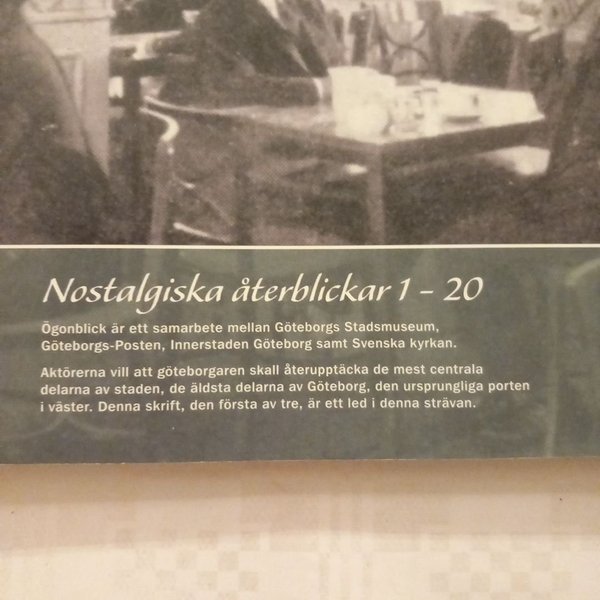 Nostalgiska återblickar 1 – 20
Ögonblick är ett samarbete mellan Göteborgs Stadsmuseum,
Göteborgs-Posten, Innerstaden Göteborg samt Svenska kyrkan.
Aktörerna vill att göteborgaren skall återupptäcka de mest centrala
delarna av staden, de äldsta delarna av Göteborg, den ursprungliga porten
i väster. Denna skrift, den första av tre, är ett led i denna strävan.